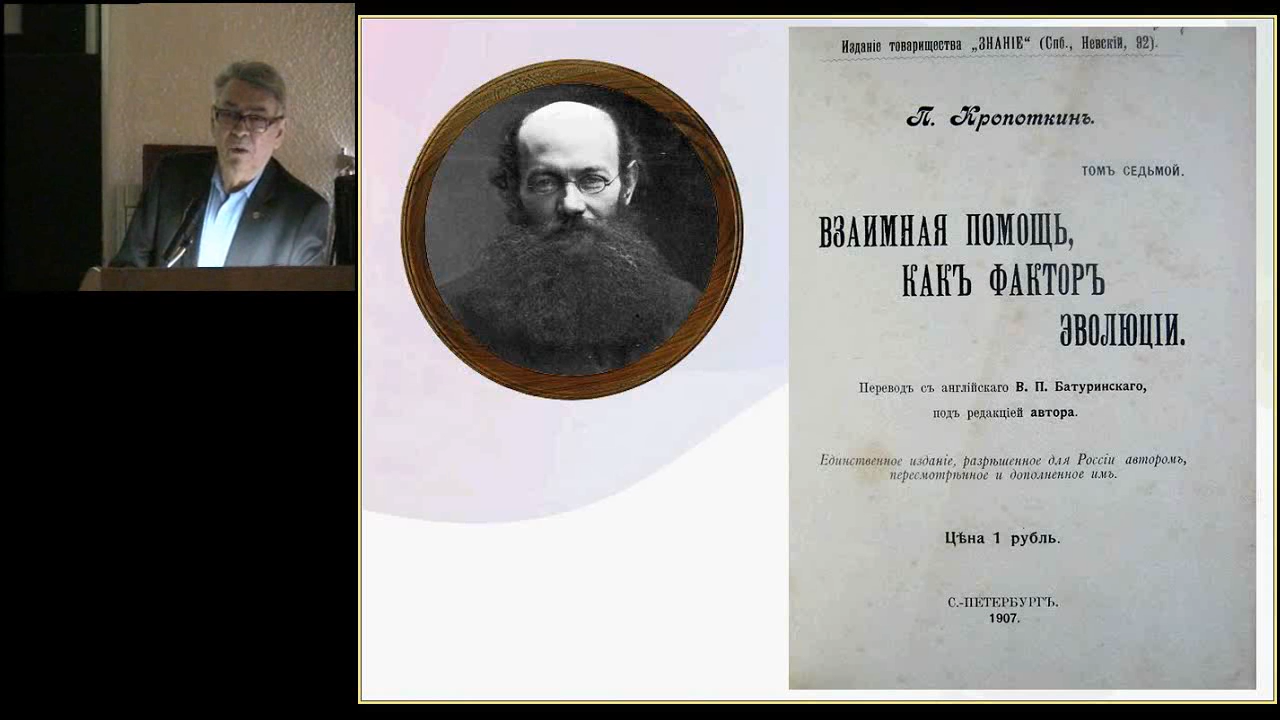 Изданіе товарищества „ЗНАНІЕ“ (Спб., Невскій, 92).
П. Кропоткинъ.
ТОМЪ СЕДЬМОЙ.
ВЗАИМНАЯ ПОМОЩЬ,
КАКЪ ФАКТОРЪ
ЭВОЛЮЦІИ.
Переводъ съ англійскаго В. П. Батуринскаго,
подъ редакціей автора.
Единственное изданіе, разрѣшенное для Россіи авторомъ,
пересмотрѣнное и дополненное имъ.
Цѣна 1 рубль.
С.-ПЕТЕРБУРГЪ.
1907.